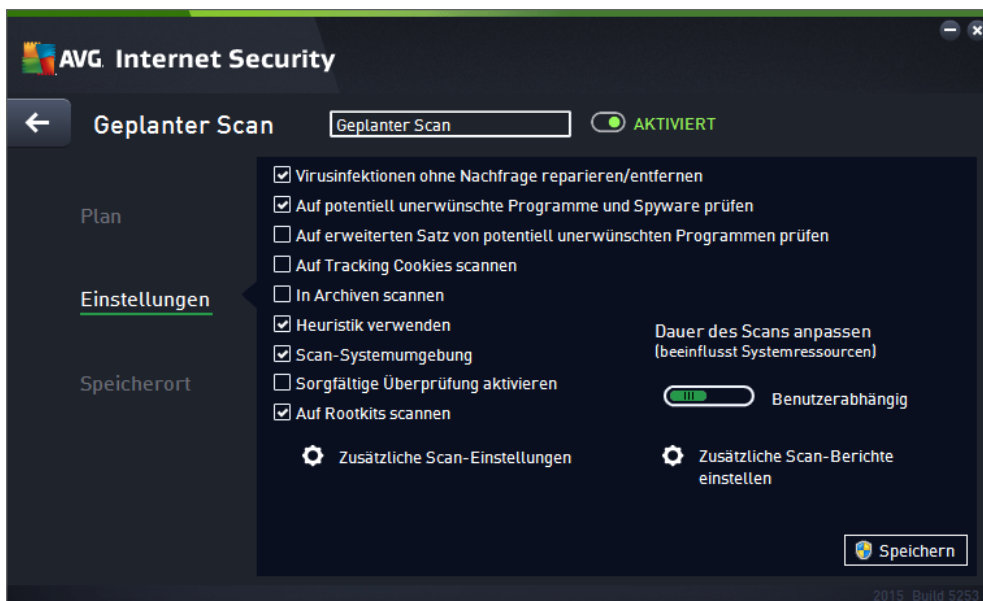 AVG. Internet Security
Geplanter Scan
Geplanter Scan
AKTIVIERT
Plan
Einstellungen
Speicherort
Virusinfektionen ohne Nachfrage reparieren/entfernen
Auf potentiell unerwünschte Programme und Spyware prüfen
Auf erweiterten Satz von potentiell unerwünschten Programmen prüfen
Auf Tracking Cookies scannen
In Archiven scannen
Heuristik verwenden
Scan-Systemumgebung
Sorgfältige Überprüfung aktivieren
Auf Rootkits scannen
Dauer des Scans anpassen
(beeinflusst Systemressourcen)
Benutzerabhängig
Zusätzliche Scan-Einstellungen
Zusätzliche Scan-Berichte
einstellen
Speichern
2015 Build 5253